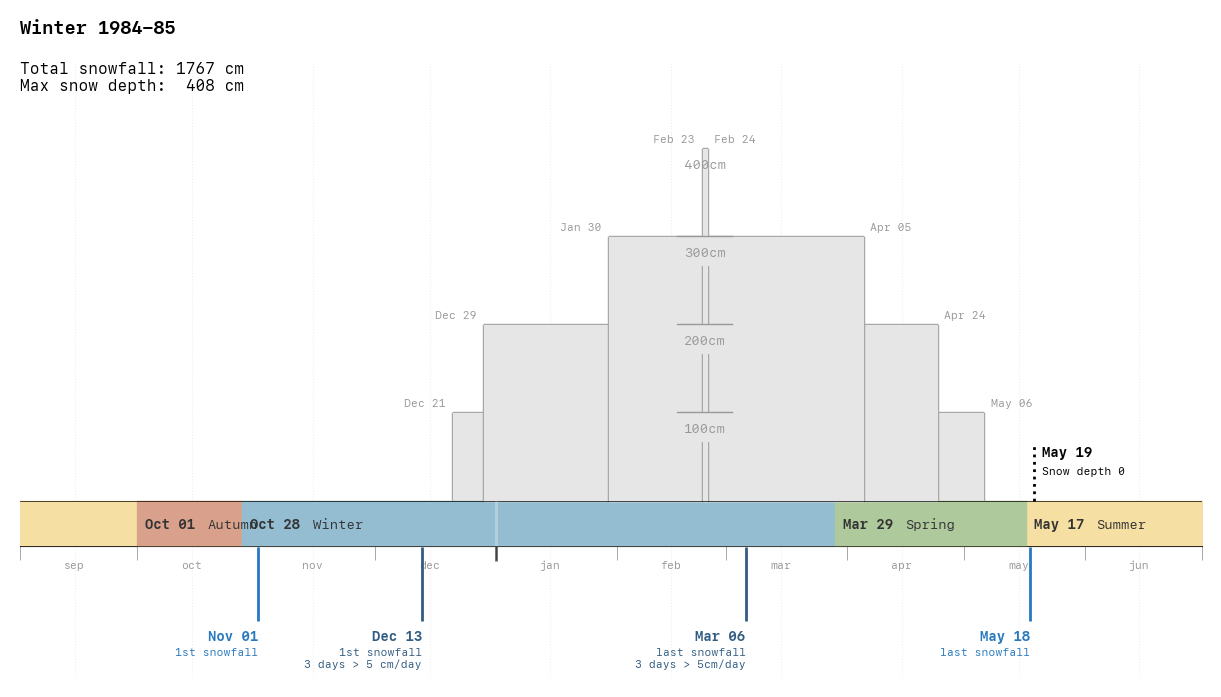 Winter 1984–85
Total snowfall: 1767 cm
Max snow depth: 408 cm
Feb 23 Feb 24
400cm
Jan 30 Apr 05
300cm
Dec 29 Apr 24
200cm
Dec 21 May 06
100cm
May 19
Snow depth 0
Oct 01 Autumn Oct 28 Winter Mar 29 Spring May 17 Summer
sep oct nov dec jan feb mar apr may jun
Nov 01
1st snowfall
Dec 13
1st snowfall
3 days > 5 cm/day
Mar 06
last snowfall
3 days > 5cm/day
May 18
last snowfall